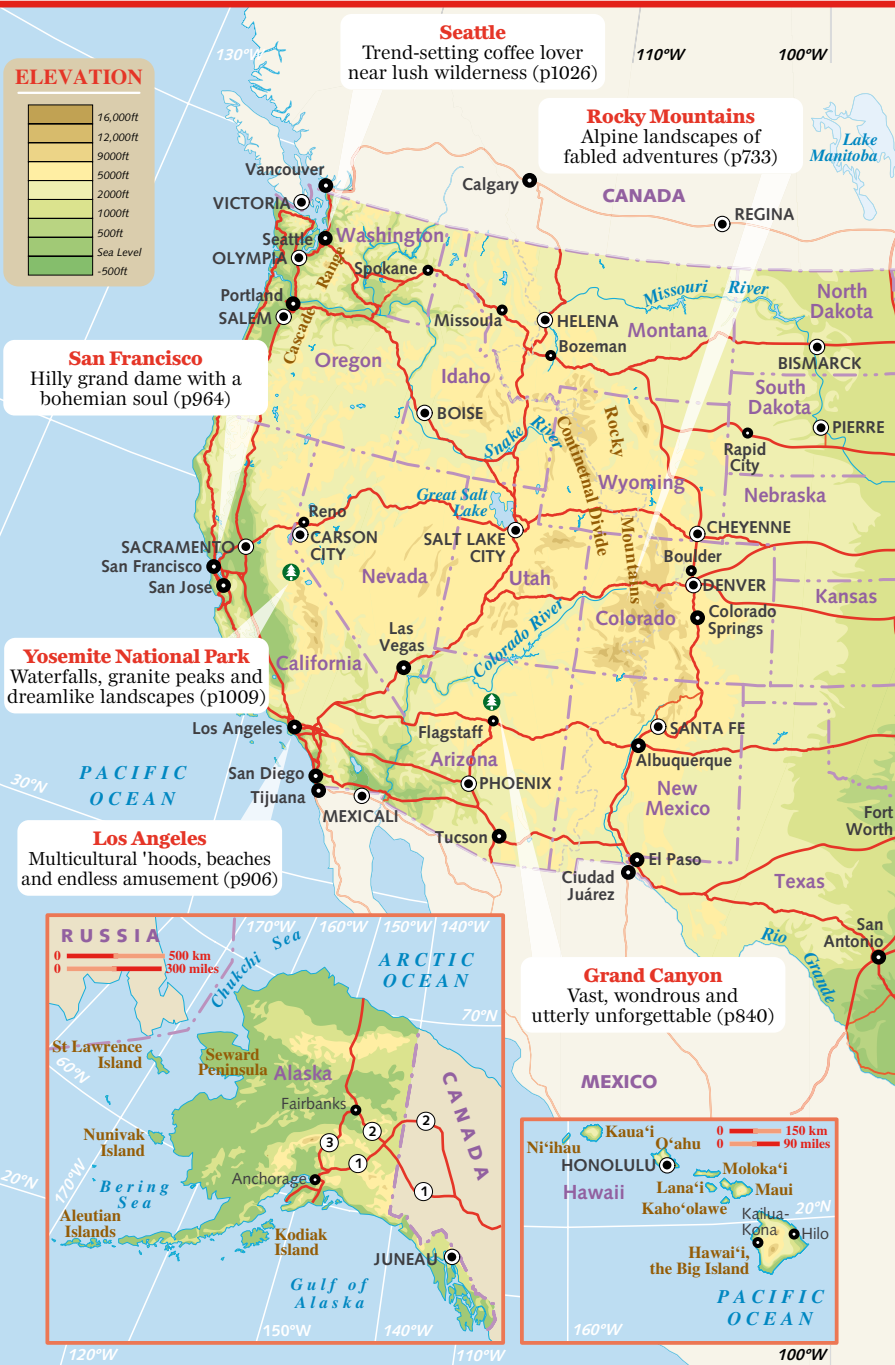 Seattle
Trend-setting coffee lover
near lush wilderness (p1026)
130°W
110°W
100°W
ELEVATION
16,000ft
12,000ft
9000ft
5000ft
2000ft
1000ft
500ft
Sea Level
-500ft
Rocky Mountains
Alpine landscapes of
fabled adventures (p733)
Lake
Manitoba
Vancouver
Calgary
CANADA
VICTORIA
REGINA
Seattle
Washington
OLYMPIA
Spokane
Cascade Range
Portland
SALEM
Missoula
HELENA
Missouri River
North
Dakota
Montana
Bozeman
BISMARCK
San Francisco
Hilly grand dame with a
bohemian soul (p964)
Oregon
Idaho
South
Dakota
BOISE
PIERRE
Snake River
Rocky Mountains
Continetnal Divide
Rapid
City
Wyoming
Nebraska
Great Salt
Lake
Reno
CARSON
CITY
SALT LAKE
CITY
CHEYENNE
SACRAMENTO
San Francisco
San Jose
Nevada
Utah
Boulder
DENVER
Colorado
Kansas
Colorado
Springs
Las
Vegas
Colorado River
Yosemite National Park
Waterfalls, granite peaks and
dreamlike landscapes (p1009)
California
Los Angeles
Flagstaff
SANTA FE
Albuquerque
Arizona
30°N
PACIFIC
OCEAN
San Diego
Tijuana
MEXICALI
PHOENIX
New
Mexico
Fort
Worth
Tucson
Los Angeles
Multicultural 'hoods, beaches
and endless amusement (p906)
El Paso
Ciudad
Juárez
Texas
San
Antonio
Rio Grande
Grand Canyon
Vast, wondrous and
utterly unforgettable (p840)
MEXICO
RUSSIA
0 500 km
0 300 miles
170°W
160°W
150°W
140°W
Chukchi Sea
ARCTIC
OCEAN
70°N
St Lawrence
Island
60°N
Seward
Peninsula
Alaska
CANADA
Fairbanks
2
2
3
1
1
Nunivak
Island
Anchorage
20°N
170°W
Bering
Sea
Aleutian
Islands
Kodiak
Island
JUNEAU
Gulf of
Alaska
150°W
140°W
120°W
110°W
Kaua‘i
Ni‘ihau
O‘ahu
0 150 km
0 90 miles
HONOLULU
Moloka‘i
Hawaii
Lana‘i
Maui
Kaho‘olawe
20°N
Kailua-
Kona
Hilo
Hawai‘i,
the Big Island
PACIFIC
OCEAN
160°W
100°W